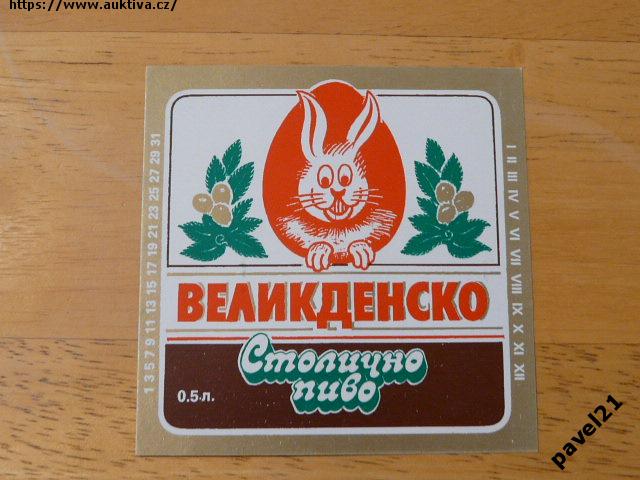 https://www.auktiva.cz/
1 3 5 7 9 11 13 15 17 19 21 23 25 27 29 31
I II III IV V VI VII VIII IX X XI XII
ВЕЛИКДЕНСКО
Столично
пиво
0.5л.
pavel21